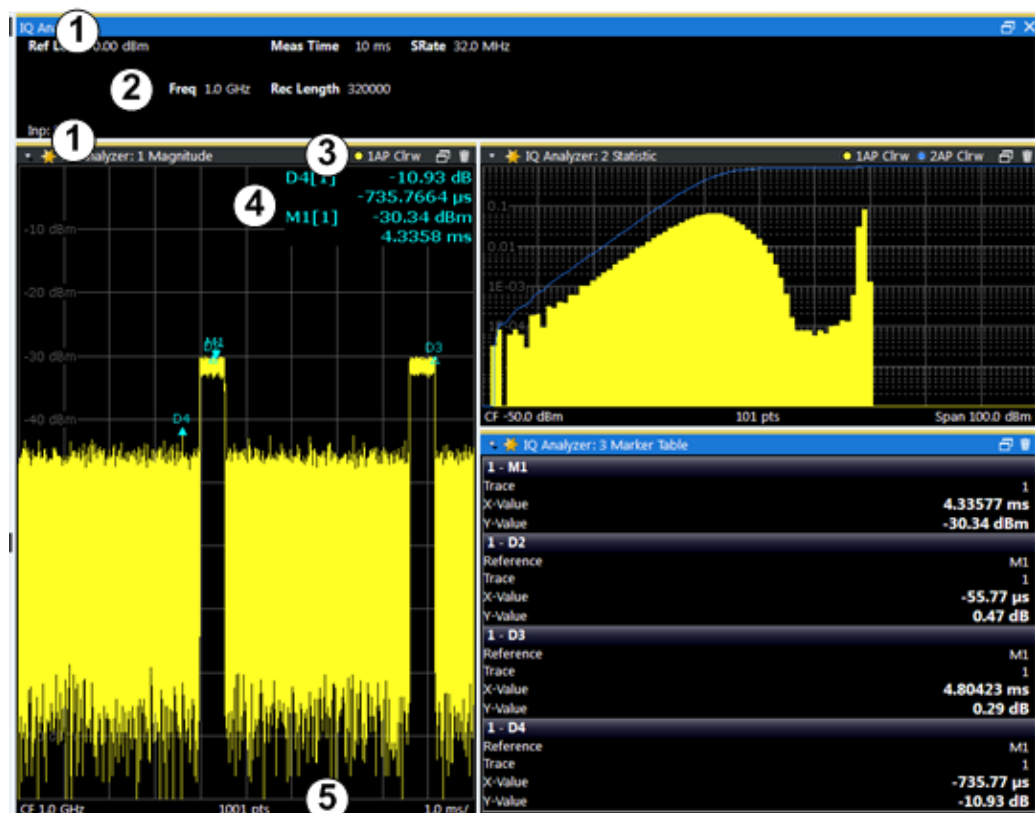 1
IQ An
Ref L 0.00 dBm Meas Time 10 ms SRate 32.0 MHz
2 Freq 1.0 GHz Rec Length 320000
Inp:
1 3
nalyzer: 1 Magnitude 1AP Clrw
D4[1] -10.93 dB
4 -735.7664 µs
M1[1] -30.34 dBm
4.3358 ms
-10 dBm
-20 dBm
-30 dBm
M1
D3
D4
-40 dBm
5
CF 1.0 GHz 1001 pts 1.0 ms/
IQ Analyzer: 2 Statistic 1AP Clrw 2AP Clrw
0.1
0.01
1E-03
CF -50.0 dBm 101 pts Span 100.0 dBm
IQ Analyzer: 3 Marker Table
1 - M1
Trace 1
X-Value 4.33577 ms
Y-Value -30.34 dBm
1 - D2
Reference M1
Trace 1
X-Value -55.77 µs
Y-Value 0.47 dB
1 - D3
Reference M1
Trace 1
X-Value 4.80423 ms
Y-Value 0.29 dB
1 - D4
Reference M1
Trace 1
X-Value -735.77 µs
Y-Value -10.93 dB